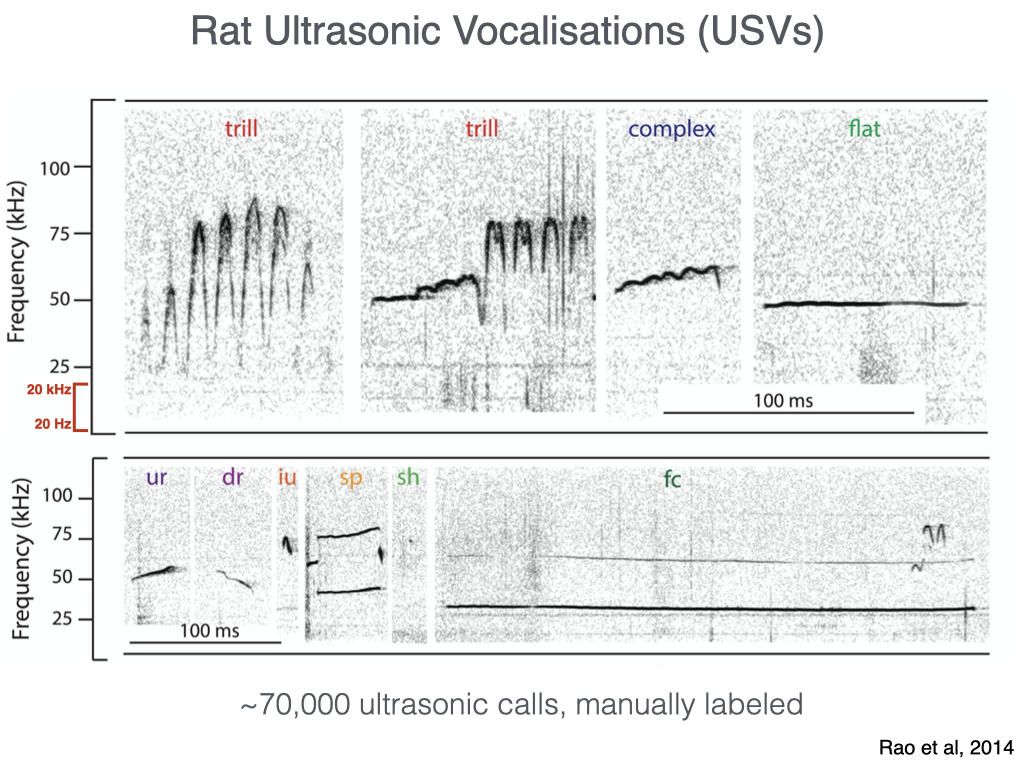 Rat Ultrasonic Vocalisations (USVs)
trill
trill
complex
flat
Frequency (kHz)
100
75
50
25
20 kHz
20 Hz
100 ms
ur
dr
iu
sp
sh
fc
Frequency (kHz)
100
75
50
25
100 ms
~70,000 ultrasonic calls, manually labeled
Rao et al, 2014